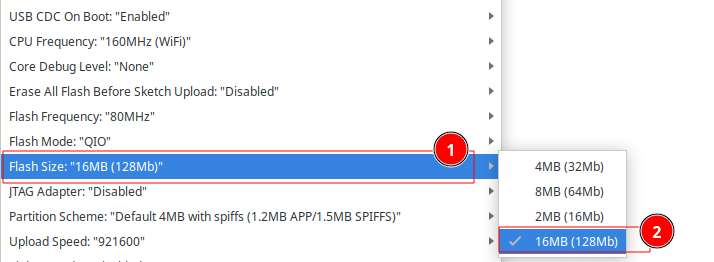 USB CDC On Boot: "Enabled"
CPU Frequency: "160MHz (WiFi)"
Core Debug Level: "None"
Erase All Flash Before Sketch Upload: "Disabled"
Flash Frequency: "80MHz"
Flash Mode: "QIO"
1
Flash Size: "16MB (128Mb)"
JTAG Adapter: "Disabled"
Partition Scheme: "Default 4MB with spiffs (1.2MB APP/1.5MB SPIFFS)"
Upload Speed: "921600"
4MB (32Mb)
8MB (64Mb)
2MB (16Mb)
16MB (128Mb)
2